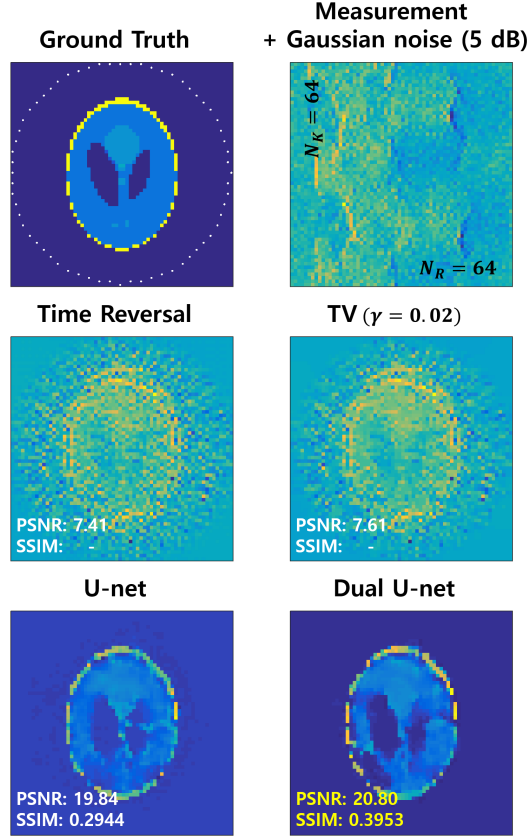 Ground Truth
Measurement
+ Gaussian noise (5 dB)
N_K = 64
N_R = 64
Time Reversal
TV (γ = 0.02)
PSNR: 7.41
SSIM: -
PSNR: 7.61
SSIM: -
U-net
Dual U-net
PSNR: 19.84
SSIM: 0.2944
PSNR: 20.80
SSIM: 0.3953